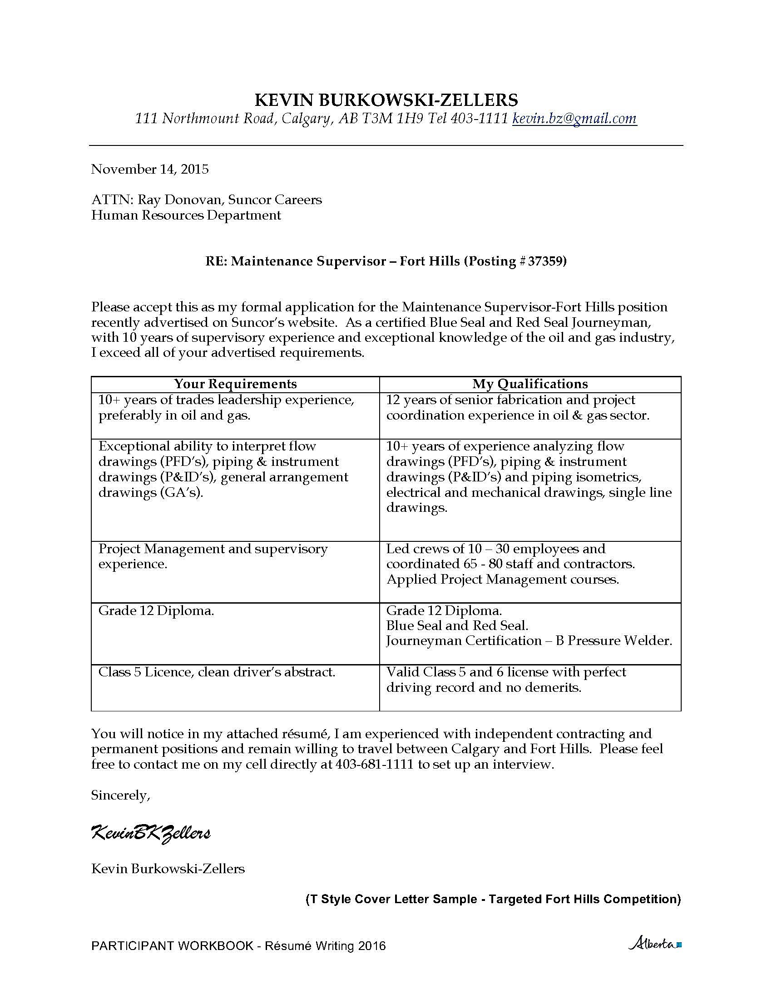 KEVIN BURKOWSKI-ZELLERS
111 Northmount Road, Calgary, AB T3M 1H9 Tel 403-1111 kevin.bz@gmail.com
November 14, 2015
ATTN: Ray Donovan, Suncor Careers
Human Resources Department
RE: Maintenance Supervisor – Fort Hills (Posting # 37359)
Please accept this as my formal application for the Maintenance Supervisor-Fort Hills position
recently advertised on Suncor's website.  As a certified Blue Seal and Red Seal Journeyman,
with 10 years of supervisory experience and exceptional knowledge of the oil and gas industry,
I exceed all of your advertised requirements.
Your Requirements
My Qualifications
10+ years of trades leadership experience,
preferably in oil and gas.
12 years of senior fabrication and project
coordination experience in oil & gas sector.
Exceptional ability to interpret flow
drawings (PFD's), piping & instrument
drawings (P&ID's), general arrangement
drawings (GA's).
10+ years of experience analyzing flow
drawings (PFD's), piping & instrument
drawings (P&ID's) and piping isometrics,
electrical and mechanical drawings, single line
drawings.
Project Management and supervisory
experience.
Led crews of 10 – 30 employees and
coordinated 65 - 80 staff and contractors.
Applied Project Management courses.
Grade 12 Diploma.
Grade 12 Diploma.
Blue Seal and Red Seal.
Journeyman Certification – B Pressure Welder.
Class 5 Licence, clean driver's abstract.
Valid Class 5 and 6 license with perfect
driving record and no demerits.
You will notice in my attached résumé, I am experienced with independent contracting and
permanent positions and remain willing to travel between Calgary and Fort Hills.  Please feel
free to contact me on my cell directly at 403-681-1111 to set up an interview.
Sincerely,
KevinBKZellers
Kevin Burkowski-Zellers
(T Style Cover Letter Sample - Targeted Fort Hills Competition)
PARTICIPANT WORKBOOK - Résumé Writing 2016
Alberta